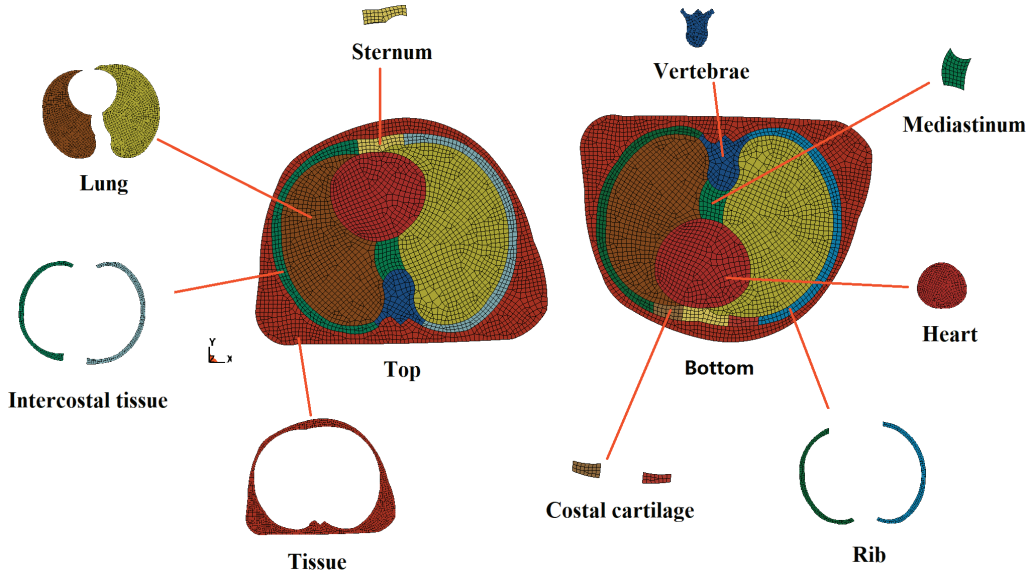 Sternum
Vertebrae
Mediastinum
Lung
Intercostal tissue
Y
X
Top
Bottom
Heart
Tissue
Costal cartilage
Rib